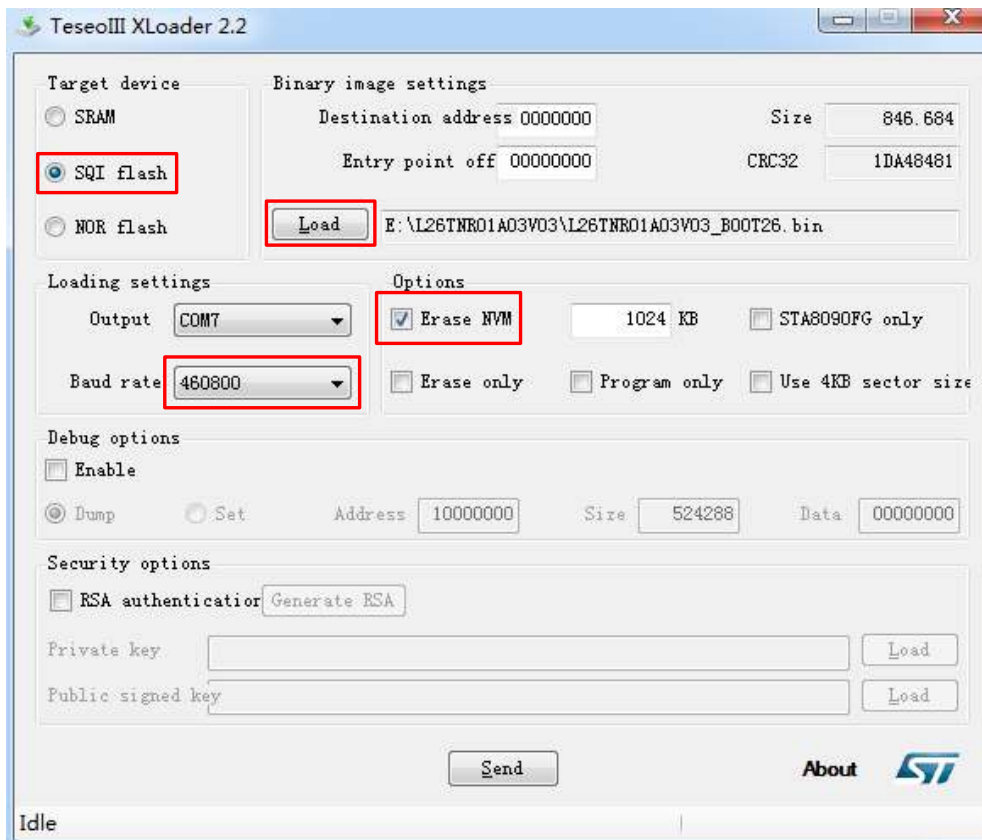 TeseoIII XLoader 2.2
Target device
SRAM
SQI flash
NOR flash
Binary image settings
Destination address 0000000
Size 846.684
Entry point off 00000000
CRC32 1DA48481
Load E:\L26TNR01A03V03\L26TNR01A03V03_BOOT26.bin
Loading settings
Output COM7
Baud rate 460800
Options
Erase NVM 1024 KB STA8090FG only
Erase only Program only Use 4KB sector size
Debug options
Enable
Dump Set Address 10000000 Size 524288 Data 00000000
Security options
RSA authentication Generate RSA
Private key Load
Public signed key Load
Send About ST
Idle